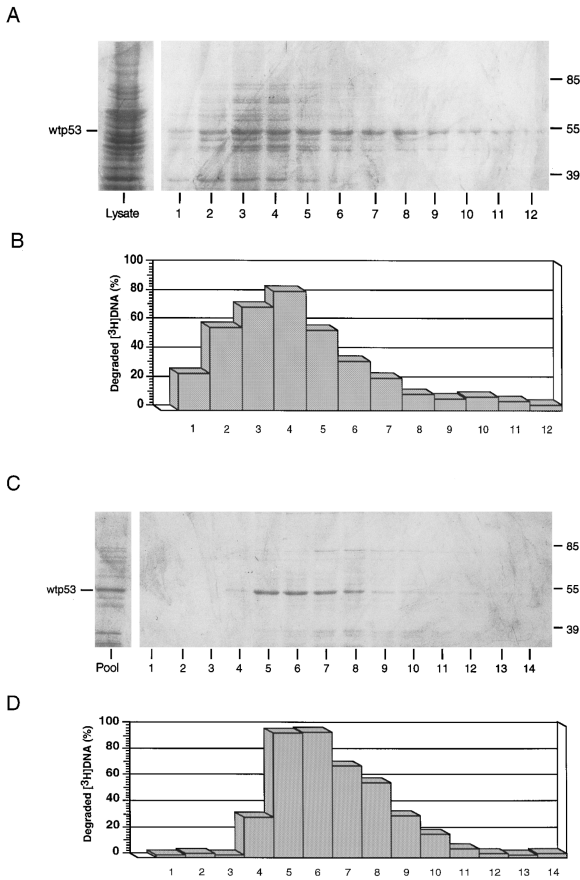 A
wtp53
85
55
39
Lysate 1 2 3 4 5 6 7 8 9 10 11 12
B
Degraded [³H]DNA (%)
100
80
60
40
20
0
1 2 3 4 5 6 7 8 9 10 11 12
C
wtp53
85
55
39
Pool 1 2 3 4 5 6 7 8 9 10 11 12 13 14
D
Degraded [³H]DNA (%)
100
80
60
40
20
0
1 2 3 4 5 6 7 8 9 10 11 12 13 14